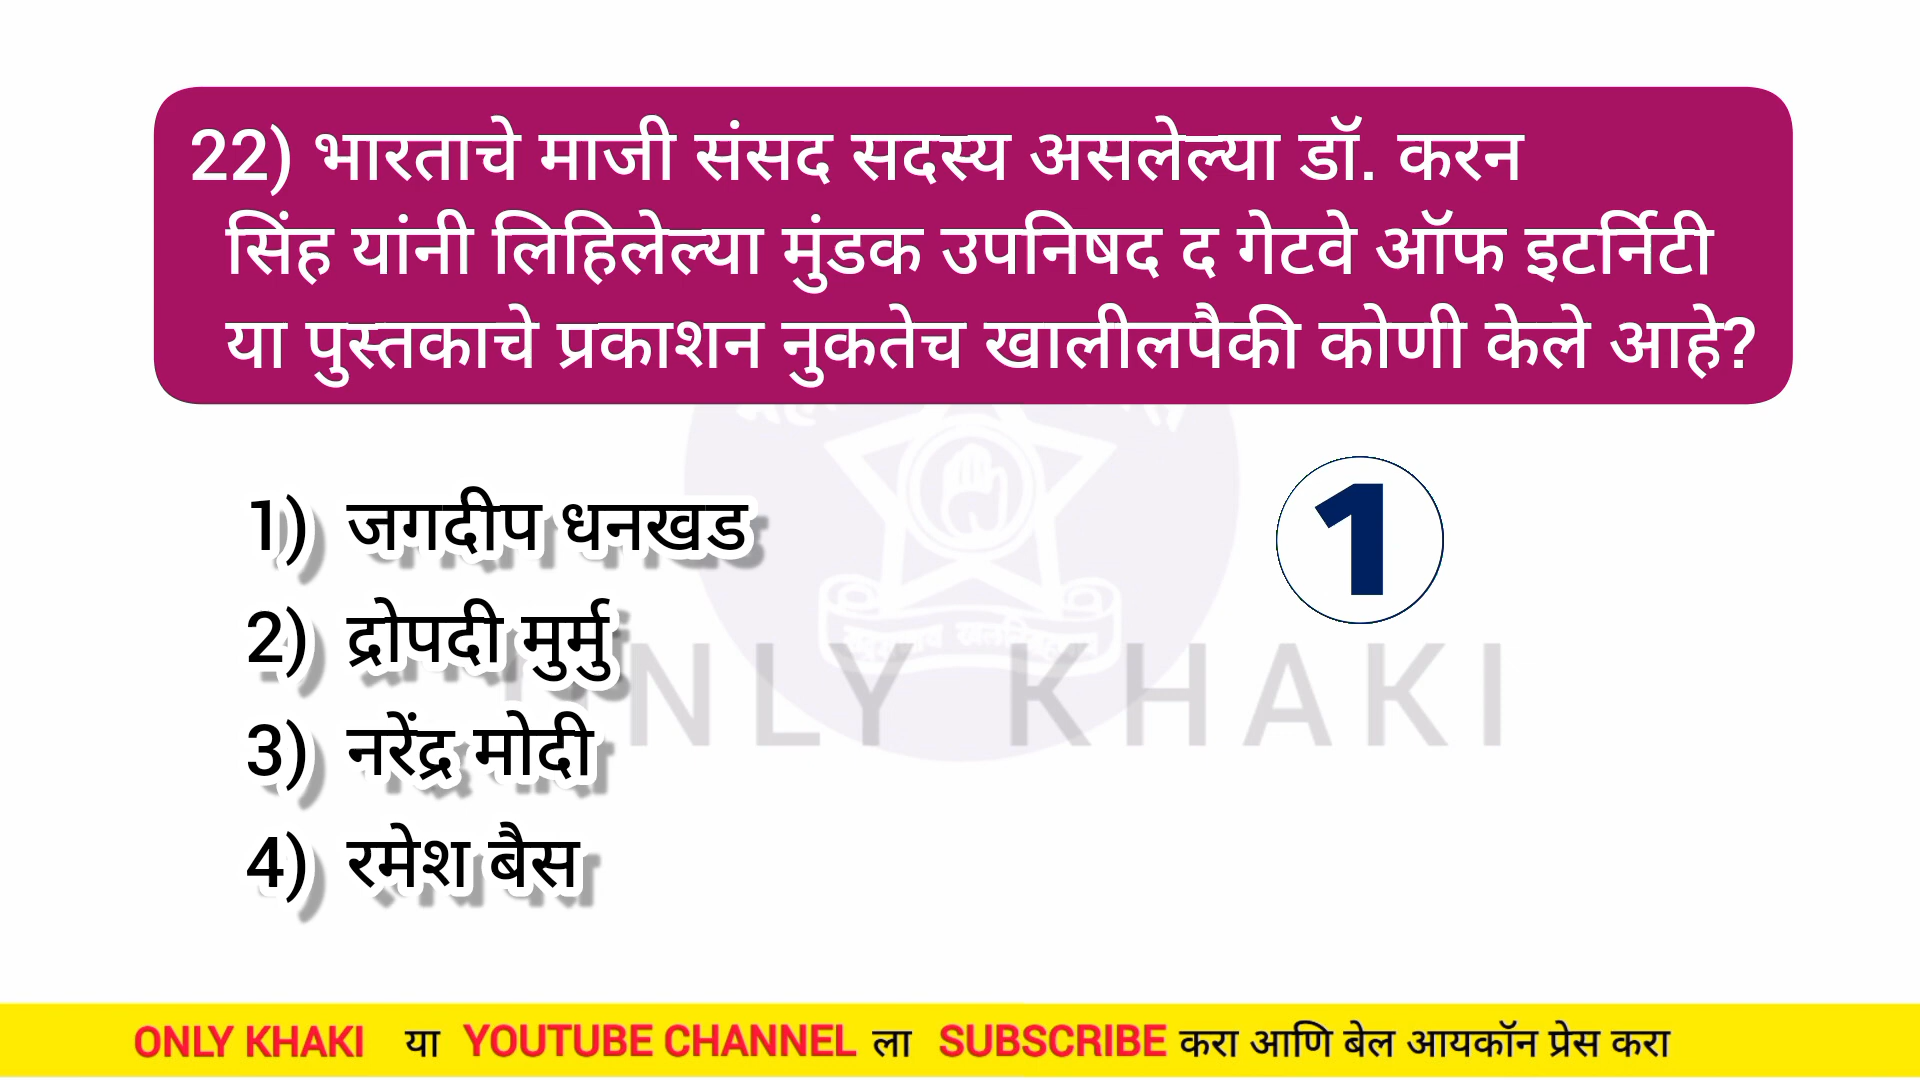 22) भारताचे माजी संसद सदस्य असलेल्या डॉ. करन
सिंह यांनी लिहिलेल्या मुंडक उपनिषद द गेटवे ऑफ इटर्निटी
या पुस्तकाचे प्रकाशन नुकतेच खालीलपैकी कोणी केले आहे?
1) जगदीप धनखड
1
2) द्रोपदी मुर्मु
3) नरेंद्र मोदी
4) रमेश बैस
ONLY KHAKI
ONLY KHAKI या YOUTUBE CHANNEL ला SUBSCRIBE करा आणि बेल आयकॉन प्रेस करा